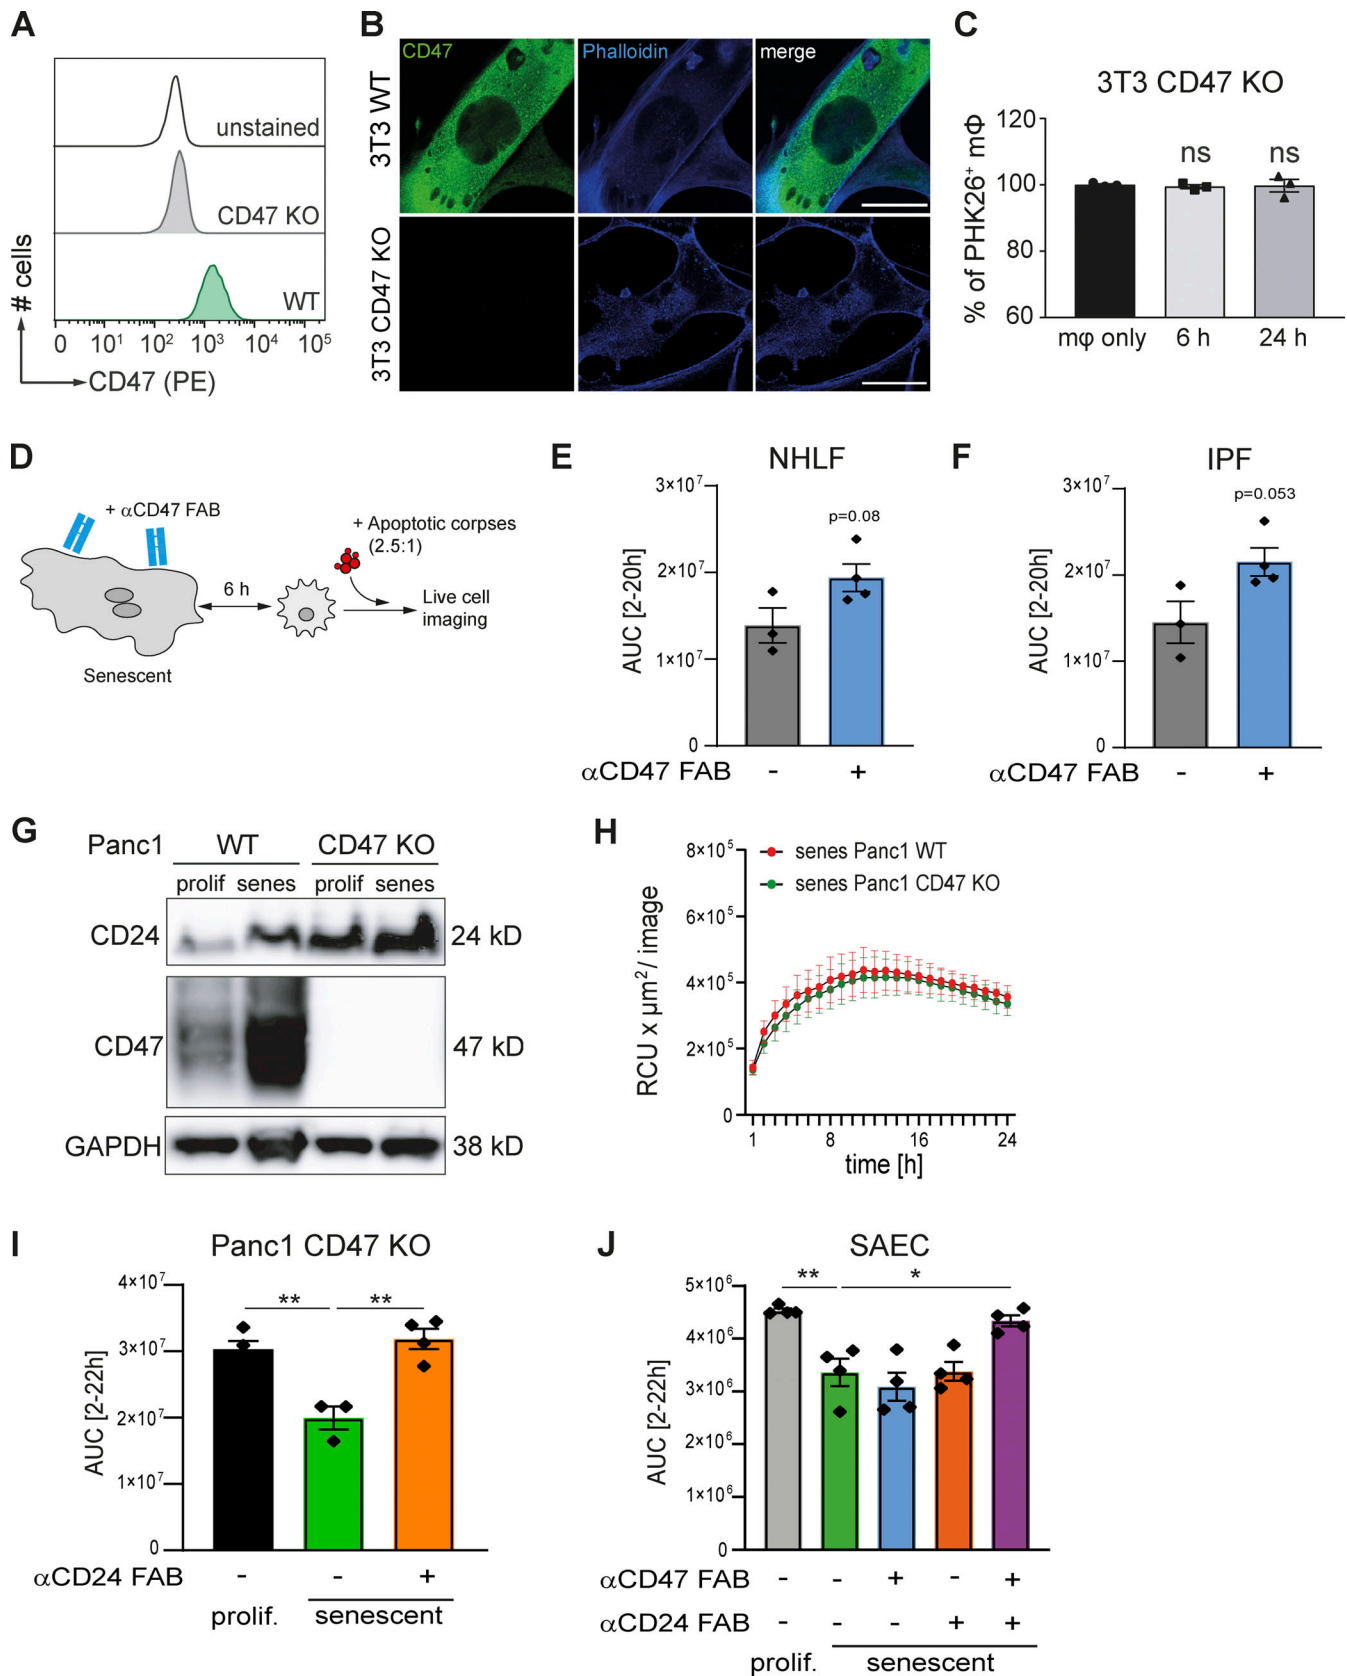 A
unstained
CD47 KO
WT
# cells
0 10¹ 10² 10³ 10⁴ 10⁵
CD47 (PE)
B
CD47 Phalloidin merge
3T3 WT
3T3 CD47 KO
C
3T3 CD47 KO
% of PHK26⁺ mΦ
120
100
80
60
ns ns
mφ only 6 h 24 h
D
+ αCD47 FAB
+ Apoptotic corpses
(2.5:1)
6 h
Live cell
imaging
Senescent
E
NHLF
AUC [2-20h]
3×10⁷
2×10⁷
1×10⁷
0
p=0.08
αCD47 FAB - +
F
IPF
AUC [2-20h]
3×10⁷
2×10⁷
1×10⁷
0
p=0.053
αCD47 FAB - +
G
Panc1 WT CD47 KO
prolif senes prolif senes
CD24 24 kD
CD47 47 kD
GAPDH 38 kD
H
RCU x µm² / image
8×10⁵
6×10⁵
4×10⁵
2×10⁵
0
senes Panc1 WT
senes Panc1 CD47 KO
1 8 16 24
time [h]
I
Panc1 CD47 KO
AUC [2-22h]
4×10⁷
3×10⁷
2×10⁷
1×10⁷
0
** **
αCD24 FAB - - +
prolif. senescent
J
SAEC
AUC [2-22h]
5×10⁶
4×10⁶
3×10⁶
2×10⁶
1×10⁶
0
** *
αCD47 FAB - - + - +
αCD24 FAB - - - + +
prolif. senescent